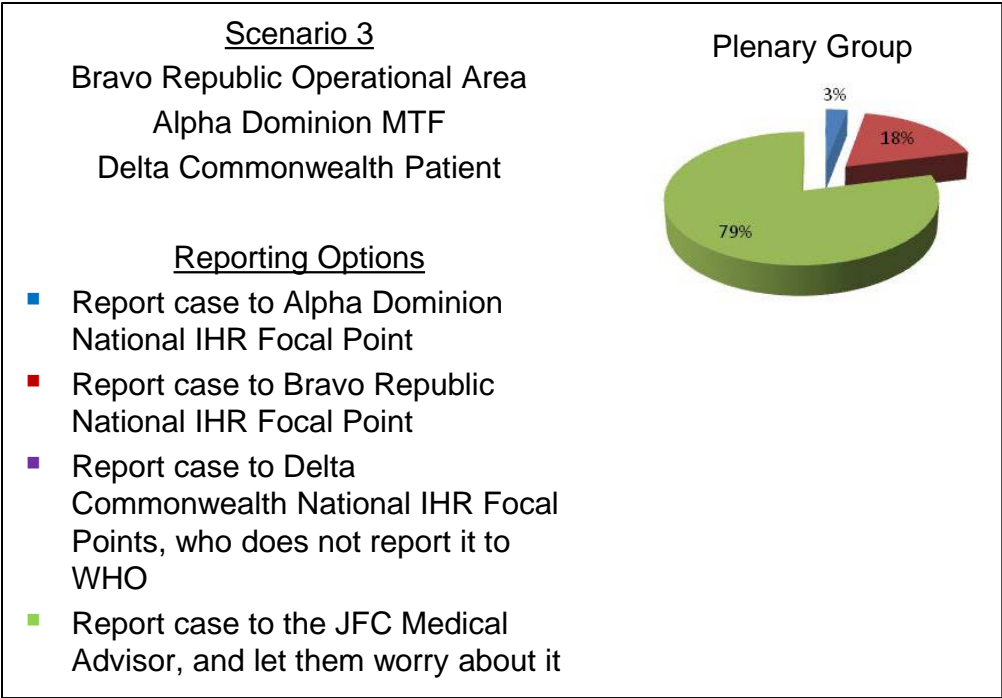 Scenario 3
Bravo Republic Operational Area
Alpha Dominion MTF
Delta Commonwealth Patient
Reporting Options
Report case to Alpha Dominion
National IHR Focal Point
Report case to Bravo Republic
National IHR Focal Point
Report case to Delta
Commonwealth National IHR Focal
Points, who does not report it to
WHO
Report case to the JFC Medical
Advisor, and let them worry about it
Plenary Group
3%
18%
79%